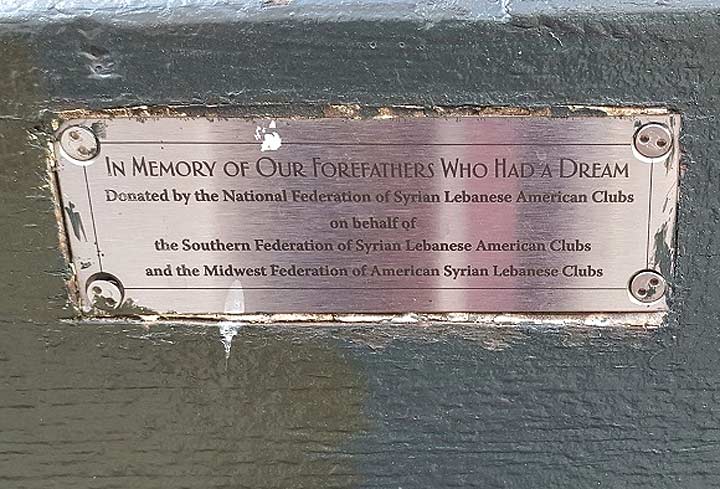 In Memory of Our Forefathers Who Had a Dream
Donated by the National Federation of Syrian Lebanese American Clubs
on behalf of
the Southern Federation of Syrian Lebanese American Clubs
and the Midwest Federation of American Syrian Lebanese Clubs